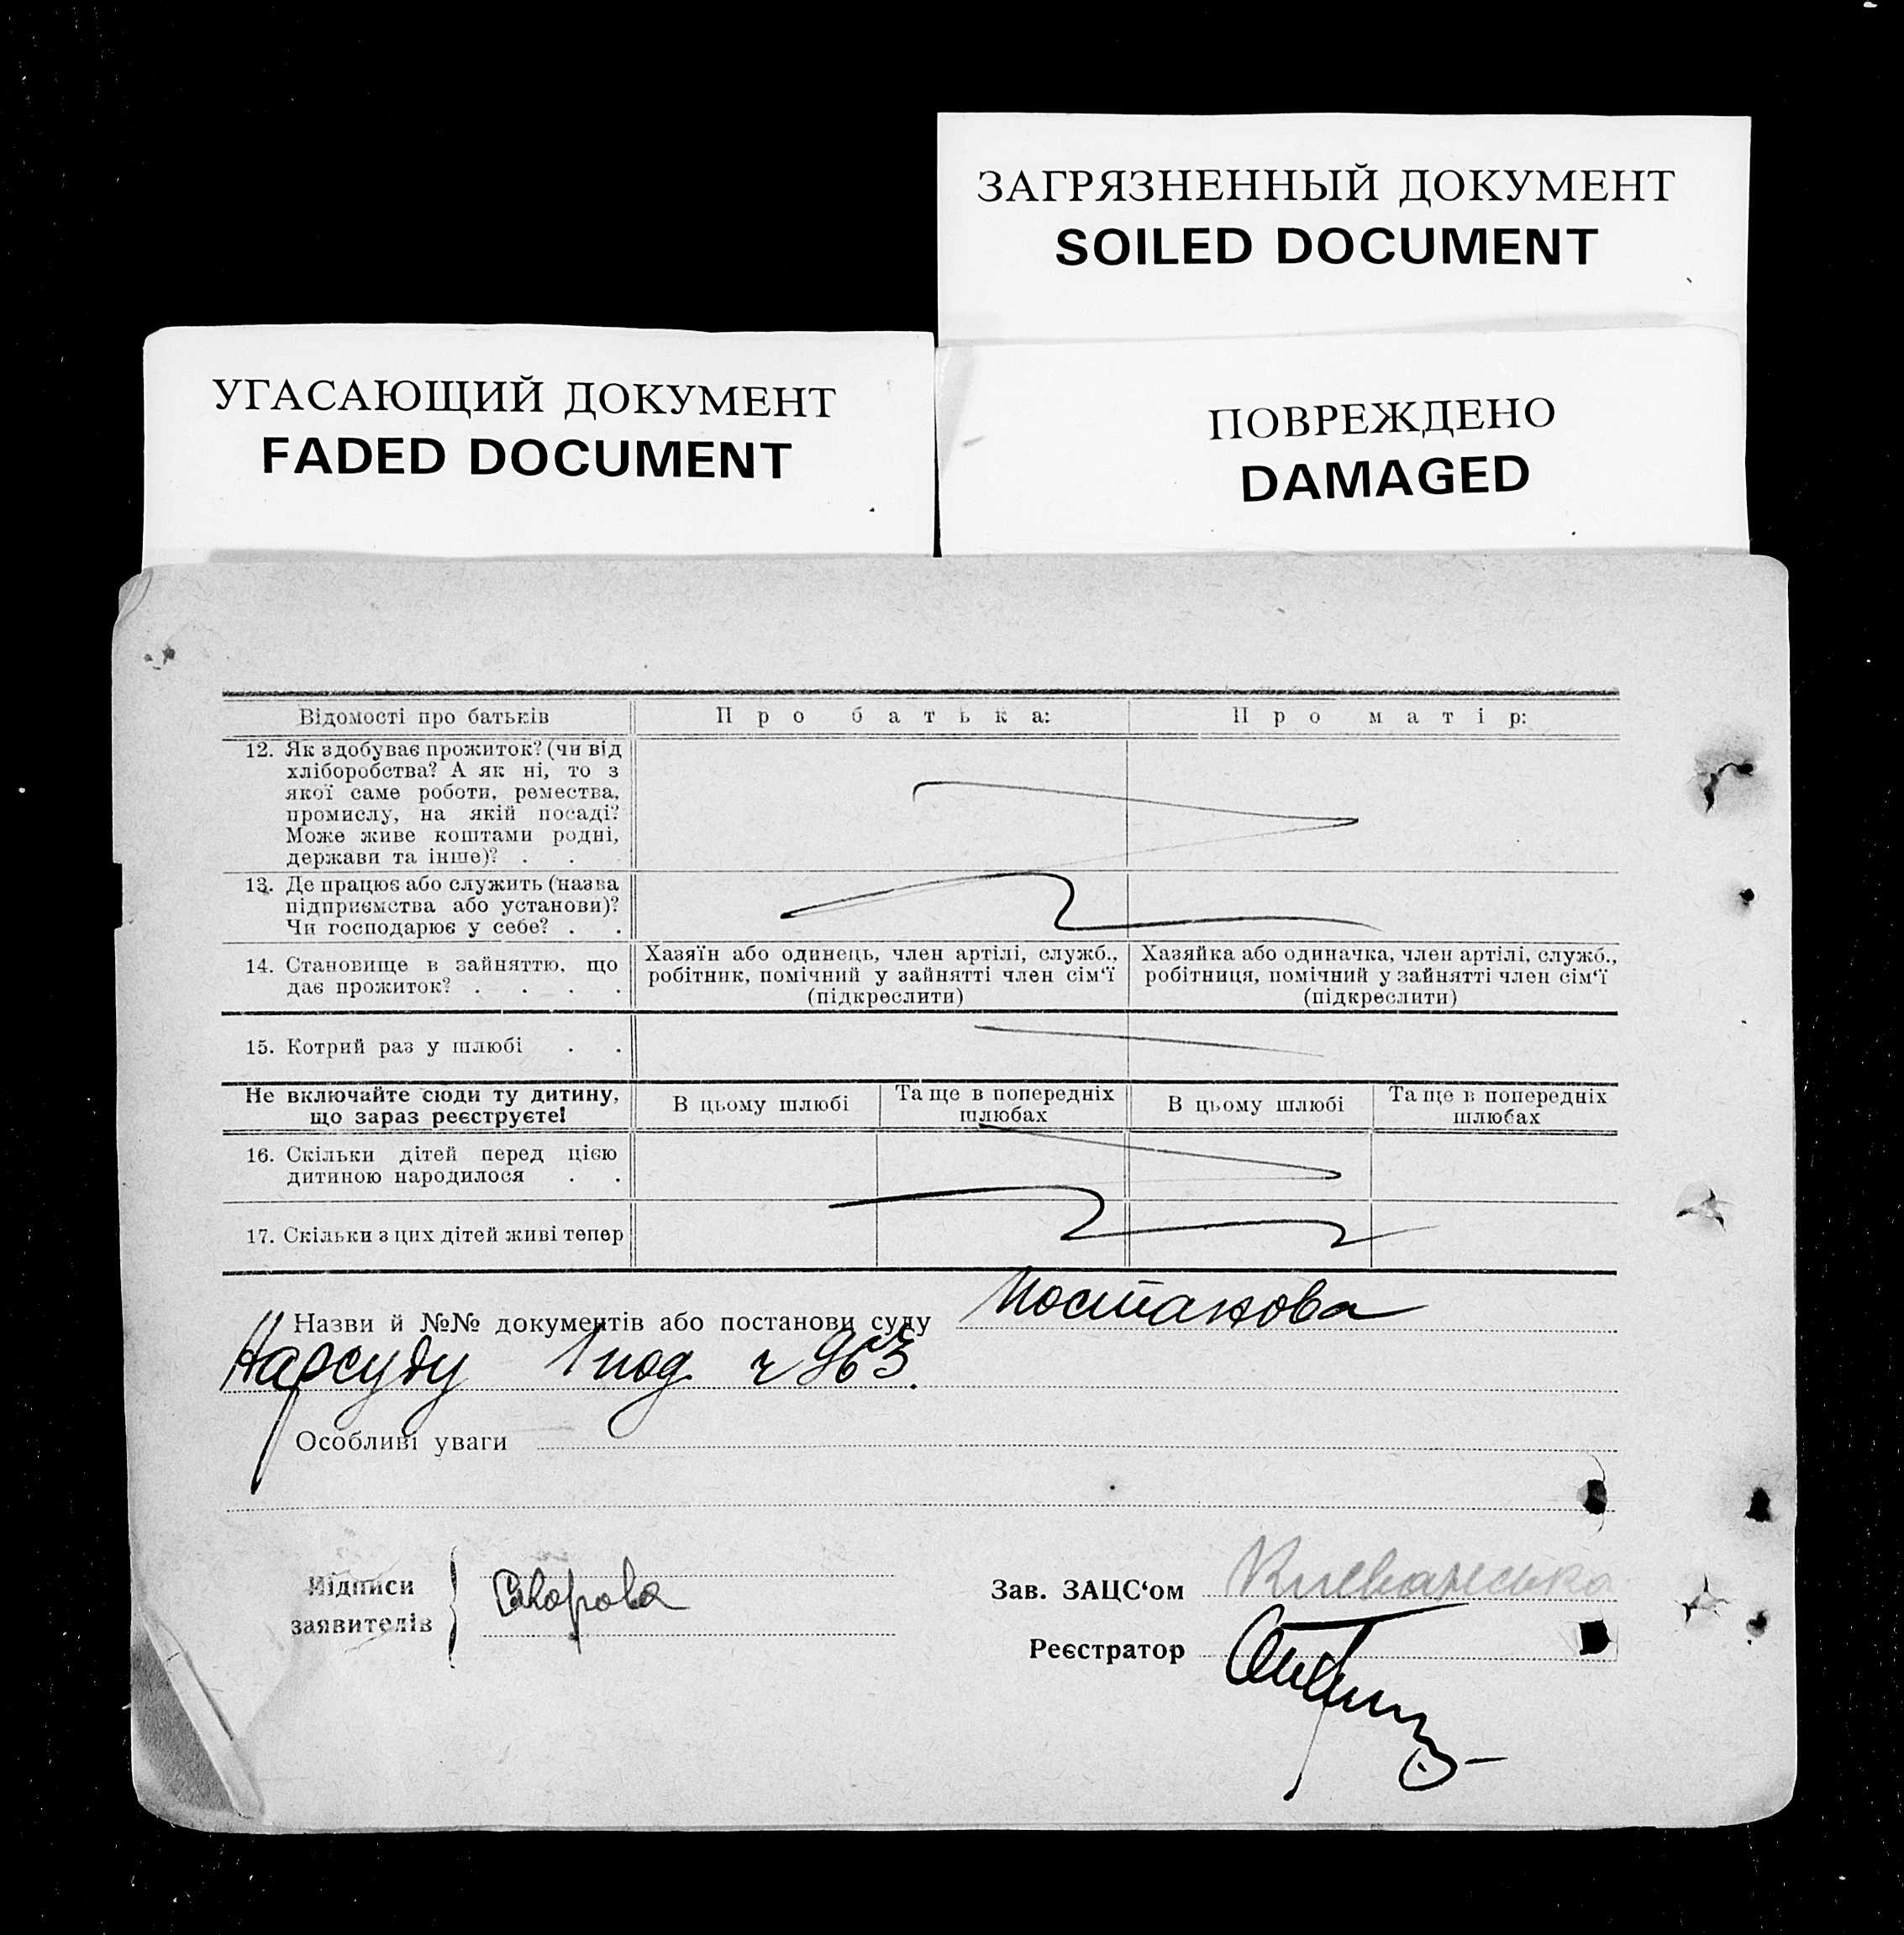 ЗАГРЯЗНЕННЫЙ ДОКУМЕНТ
SOILED DOCUMENT
УГАСАЮЩИЙ ДОКУМЕНТ
FADED DOCUMENT
ПОВРЕЖДЕНО
DAMAGED
Відомості про батьків
Про батька:
Про матір:
12. Як здобуває прожиток? (чи від
хліборобства? А як ні, то з
якої саме роботи, ремества,
промислу, на якій посаді?
Може живе коштами родні,
держави та інше)? . .
13. Де працює або служить (назва
підприємства або установи)?
Чи господарює у себе? . .
14. Становище в зайняттю, що
дає прожиток? . . . .
Хазяїн або одинець, член артілі, служб.,
робітник, помічний у зайнятті член сім‘ї
(підкреслити)
Хазяйка або одиначка, член артілі, служб.,
робітниця, помічний у зайнятті член сім‘ї
(підкреслити)
15. Котрий раз у шлюбі . .
Не включайте сюди ту дитину,
що зараз реєструєте!
В цьому шлюбі
Та ще в попередніх
шлюбах
В цьому шлюбі
Та ще в попередніх
шлюбах
16. Скільки дітей перед цією
дитиною народилося . .
17. Скільки з цих дітей живі тепер
Назви й №№ документів або постанови суду Постанова
Нарсуду 1 под ч 963.
Особливі уваги
Підписи
заявителів
Зав. ЗАЦС‘ом
Реєстратор